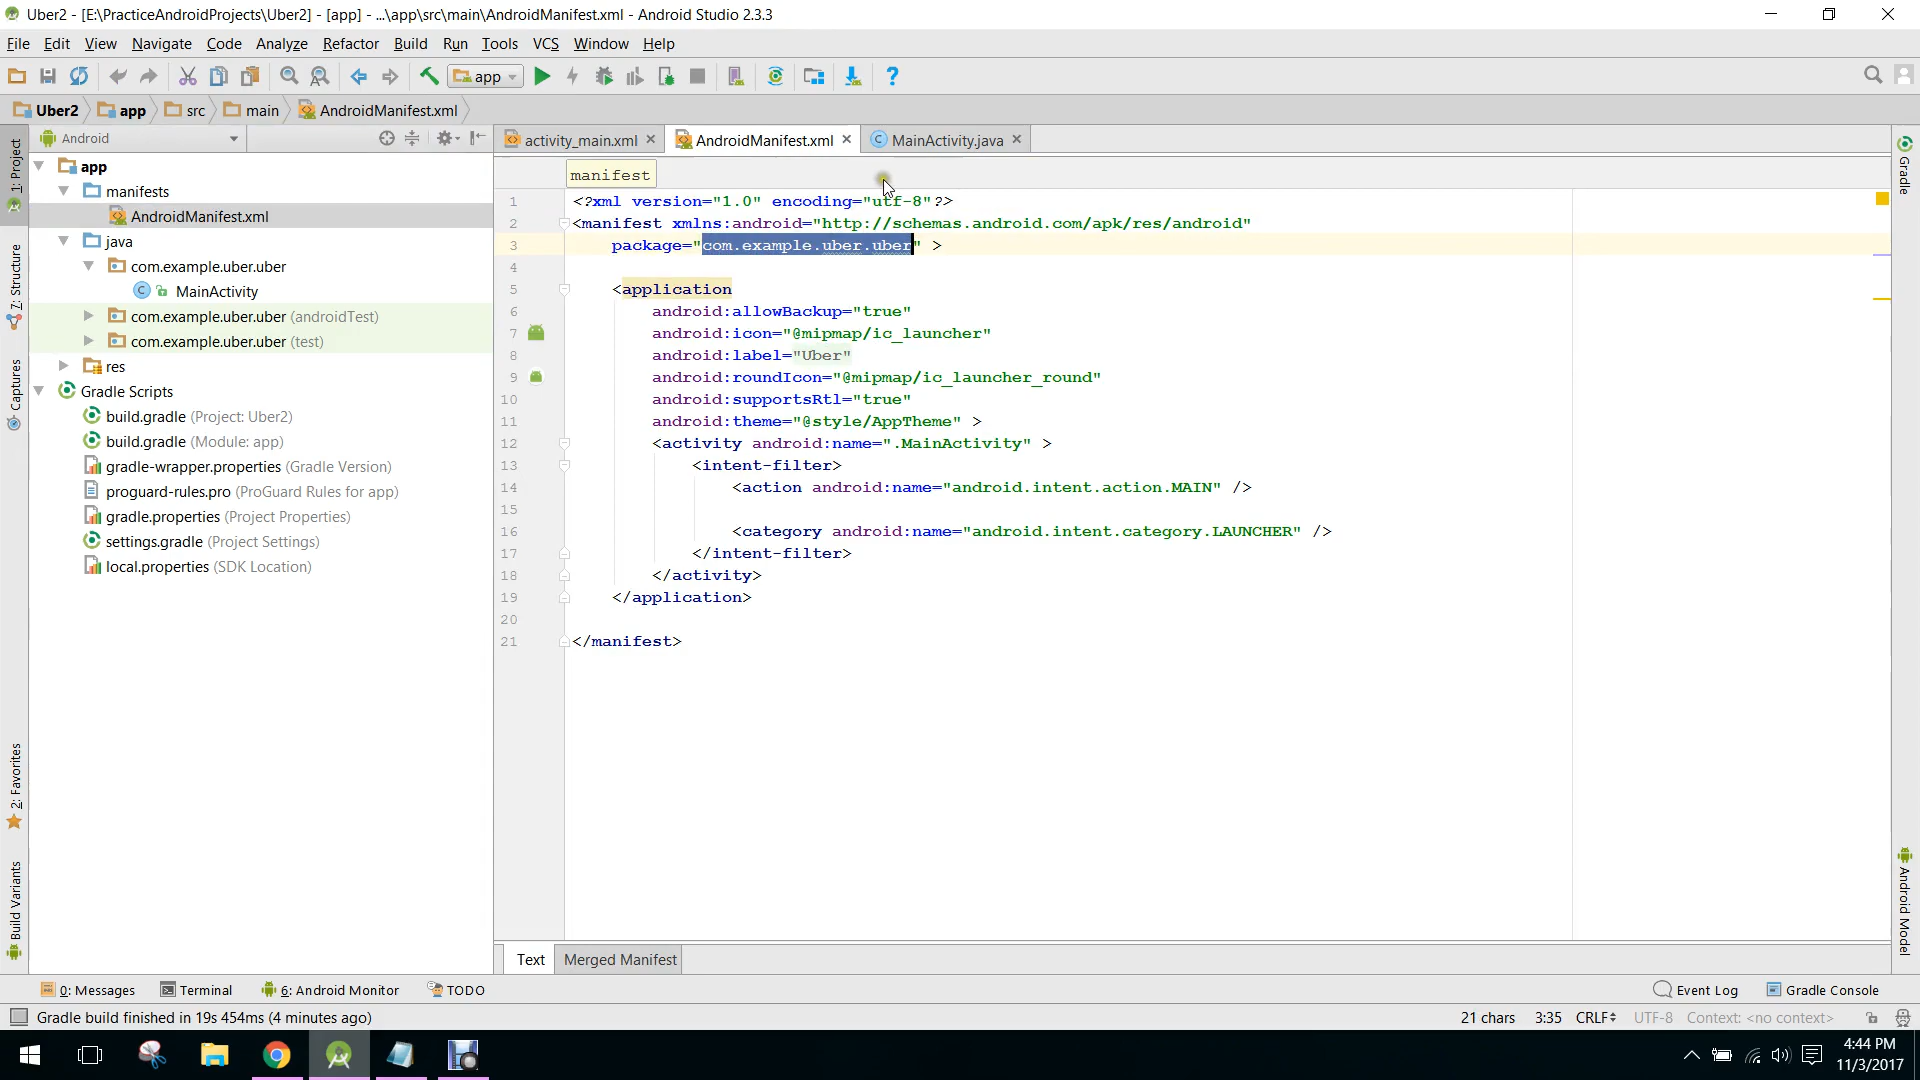 Uber2 - [E:\PracticeAndroidProjects\Uber2] - [app] - ...\app\src\main\AndroidManifest.xml - Android Studio 2.3.3
File Edit View Navigate Code Analyze Refactor Build Run Tools VCS Window Help
app
Uber2 app src main AndroidManifest.xml
Android
activity_main.xml AndroidManifest.xml MainActivity.java
1: Project
7: Structure
Captures
2: Favorites
Build Variants
app
manifests
AndroidManifest.xml
java
com.example.uber.uber
MainActivity
com.example.uber.uber (androidTest)
com.example.uber.uber (test)
res
Gradle Scripts
build.gradle (Project: Uber2)
build.gradle (Module: app)
gradle-wrapper.properties (Gradle Version)
proguard-rules.pro (ProGuard Rules for app)
gradle.properties (Project Properties)
settings.gradle (Project Settings)
local.properties (SDK Location)
manifest
1 <?xml version="1.0" encoding="utf-8"?>
2 <manifest xmlns:android="http://schemas.android.com/apk/res/android"
3 package="com.example.uber.uber" >
4
5 <application
6 android:allowBackup="true"
7 android:icon="@mipmap/ic_launcher"
8 android:label="Uber"
9 android:roundIcon="@mipmap/ic_launcher_round"
10 android:supportsRtl="true"
11 android:theme="@style/AppTheme" >
12 <activity android:name=".MainActivity" >
13 <intent-filter>
14 <action android:name="android.intent.action.MAIN" />
15
16 <category android:name="android.intent.category.LAUNCHER" />
17 </intent-filter>
18 </activity>
19 </application>
20
21 </manifest>
Gradle
Android Model
Text Merged Manifest
0: Messages Terminal 6: Android Monitor TODO Event Log Gradle Console
Gradle build finished in 19s 454ms (4 minutes ago) 21 chars 3:35 CRLF UTF-8 Context: <no context>
4:44 PM
11/3/2017